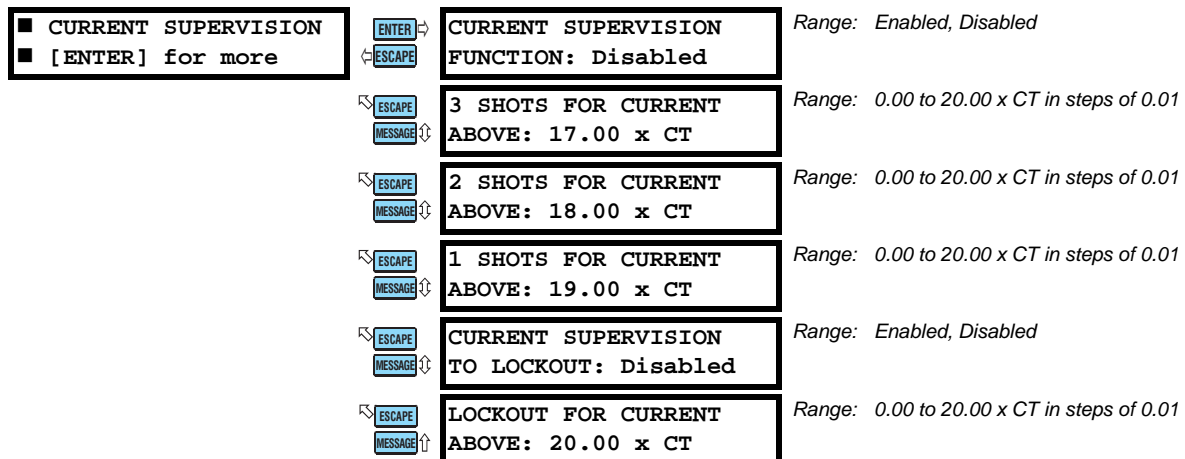 ■ CURRENT SUPERVISION
■ [ENTER] for more
ENTER
ESCAPE
CURRENT SUPERVISION
FUNCTION: Disabled
Range: Enabled, Disabled
ESCAPE
MESSAGE
3 SHOTS FOR CURRENT
ABOVE: 17.00 x CT
Range: 0.00 to 20.00 x CT in steps of 0.01
ESCAPE
MESSAGE
2 SHOTS FOR CURRENT
ABOVE: 18.00 x CT
Range: 0.00 to 20.00 x CT in steps of 0.01
ESCAPE
MESSAGE
1 SHOTS FOR CURRENT
ABOVE: 19.00 x CT
Range: 0.00 to 20.00 x CT in steps of 0.01
ESCAPE
MESSAGE
CURRENT SUPERVISION
TO LOCKOUT: Disabled
Range: Enabled, Disabled
ESCAPE
MESSAGE
LOCKOUT FOR CURRENT
ABOVE: 20.00 x CT
Range: 0.00 to 20.00 x CT in steps of 0.01